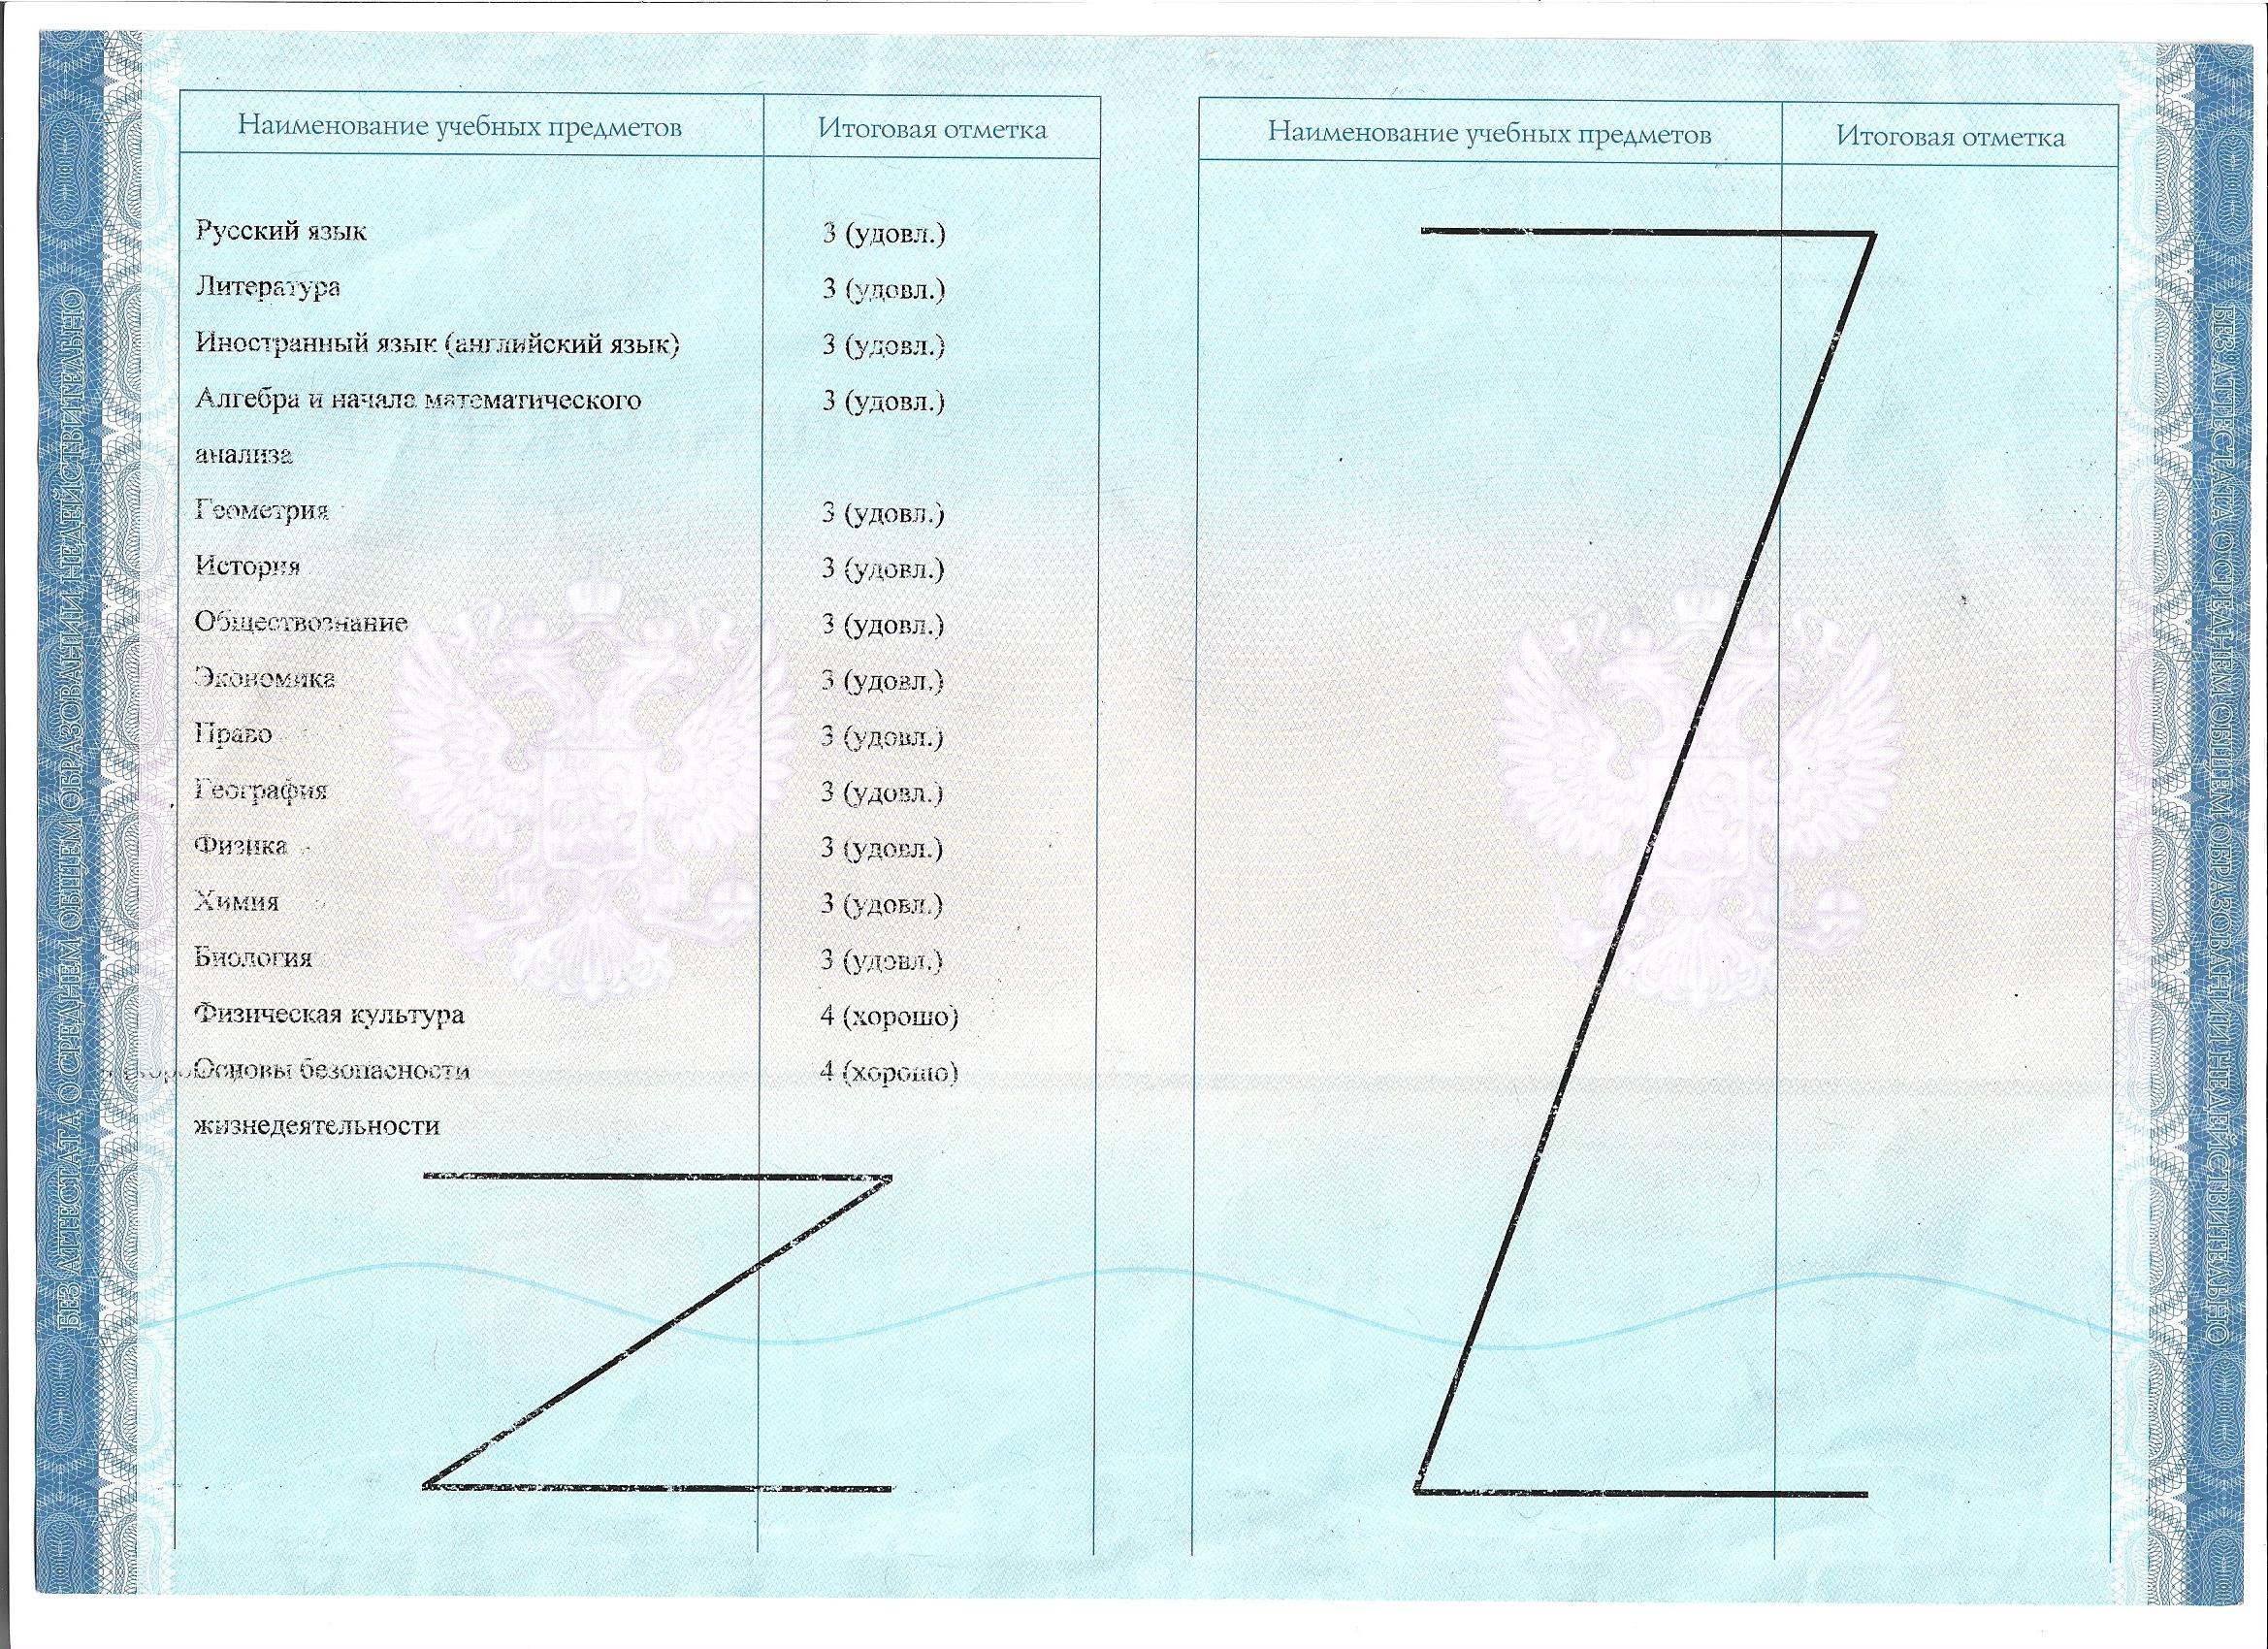 Наименование учебных предметов Итоговая отметка
Русский язык 3 (удовл.)
Литература 3 (удовл.)
Иностранный язык (английский язык) 3 (удовл.)
Алгебра и начала математического 3 (удовл.)
анализа
Геометрия 3 (удовл.)
История 3 (удовл.)
Обществознание 3 (удовл.)
Экономика 3 (удовл.)
Право 3 (удовл.)
География 3 (удовл.)
Физика 3 (удовл.)
Химия 3 (удовл.)
Биология 3 (удовл.)
Физическая культура 4 (хорошо)
Основы безопасности 4 (хорошо)
жизнедеятельности
Наименование учебных предметов Итоговая отметка
БЕЗ АТТЕСТАТА О СРЕДНЕМ ОБЩЕМ ОБРАЗОВАНИИ НЕДЕЙСТВИТЕЛЬНО
БЕЗ АТТЕСТАТА О СРЕДНЕМ ОБЩЕМ ОБРАЗОВАНИИ НЕДЕЙСТВИТЕЛЬНО